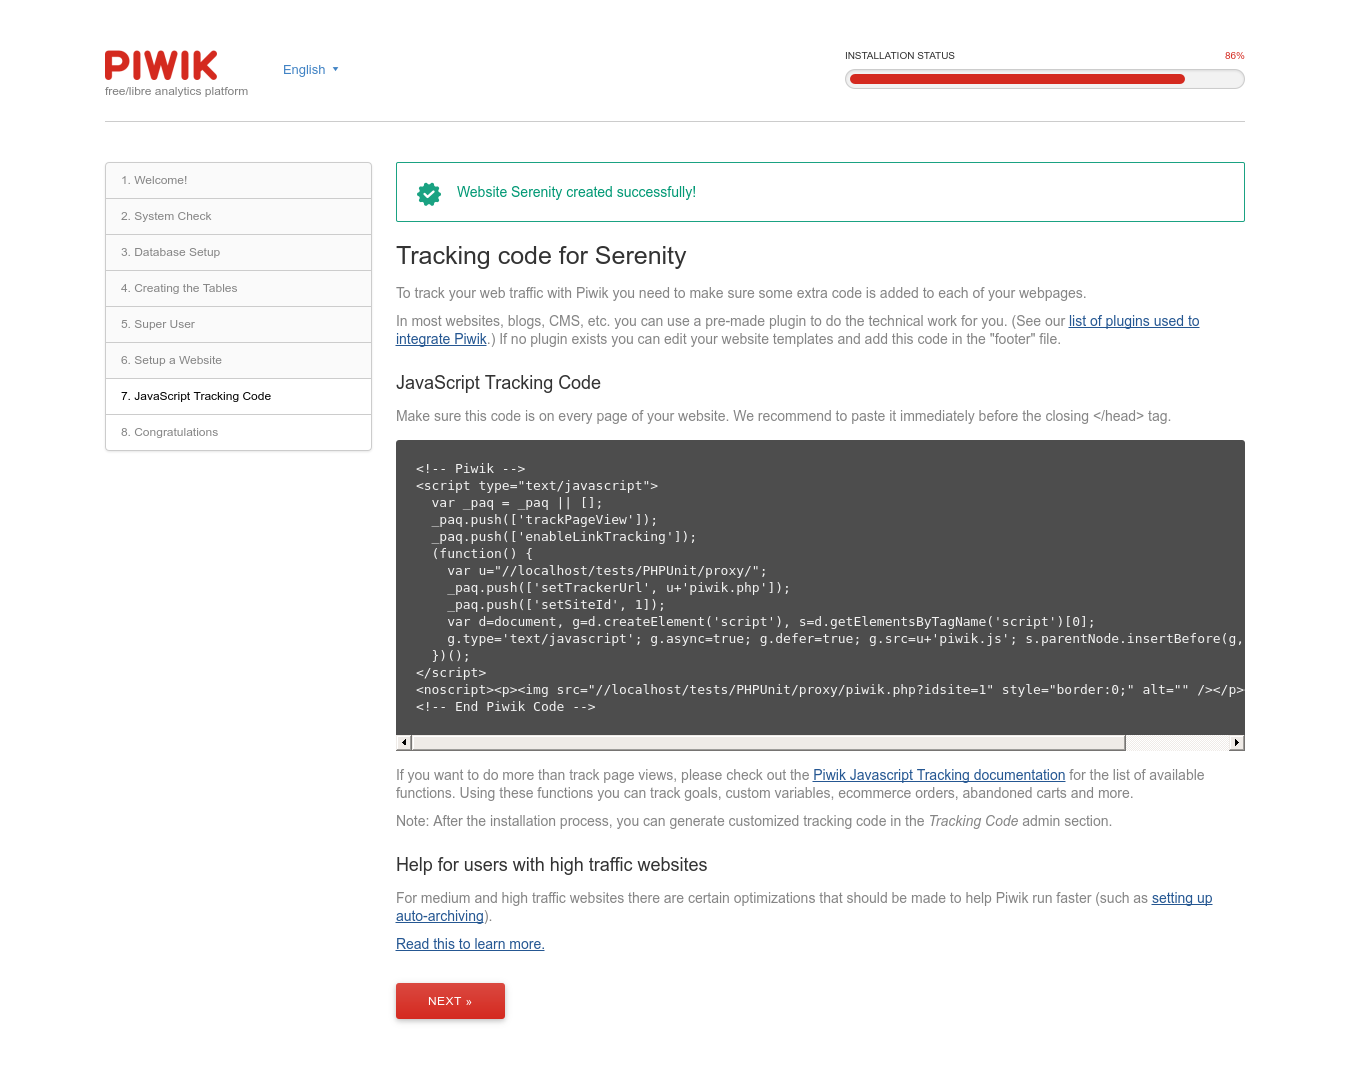 PIWIK
free/libre analytics platform
English
INSTALLATION STATUS
86%
1. Welcome!
2. System Check
3. Database Setup
4. Creating the Tables
5. Super User
6. Setup a Website
7. JavaScript Tracking Code
8. Congratulations
Website Serenity created successfully!
Tracking code for Serenity
To track your web traffic with Piwik you need to make sure some extra code is added to each of your webpages.
In most websites, blogs, CMS, etc. you can use a pre-made plugin to do the technical work for you. (See our list of plugins used to
integrate Piwik.) If no plugin exists you can edit your website templates and add this code in the "footer" file.
JavaScript Tracking Code
Make sure this code is on every page of your website. We recommend to paste it immediately before the closing </head> tag.
<!-- Piwik -->
<script type="text/javascript">
  var _paq = _paq || [];
  _paq.push(['trackPageView']);
  _paq.push(['enableLinkTracking']);
  (function() {
    var u="//localhost/tests/PHPUnit/proxy/";
    _paq.push(['setTrackerUrl', u+'piwik.php']);
    _paq.push(['setSiteId', 1]);
    var d=document, g=d.createElement('script'), s=d.getElementsByTagName('script')[0];
    g.type='text/javascript'; g.async=true; g.defer=true; g.src=u+'piwik.js'; s.parentNode.insertBefore(g,
  })();
</script>
<noscript><p><img src="//localhost/tests/PHPUnit/proxy/piwik.php?idsite=1" style="border:0;" alt="" /></p>
<!-- End Piwik Code -->
If you want to do more than track page views, please check out the Piwik Javascript Tracking documentation for the list of available
functions. Using these functions you can track goals, custom variables, ecommerce orders, abandoned carts and more.
Note: After the installation process, you can generate customized tracking code in the Tracking Code admin section.
Help for users with high traffic websites
For medium and high traffic websites there are certain optimizations that should be made to help Piwik run faster (such as setting up
auto-archiving).
Read this to learn more.
NEXT »